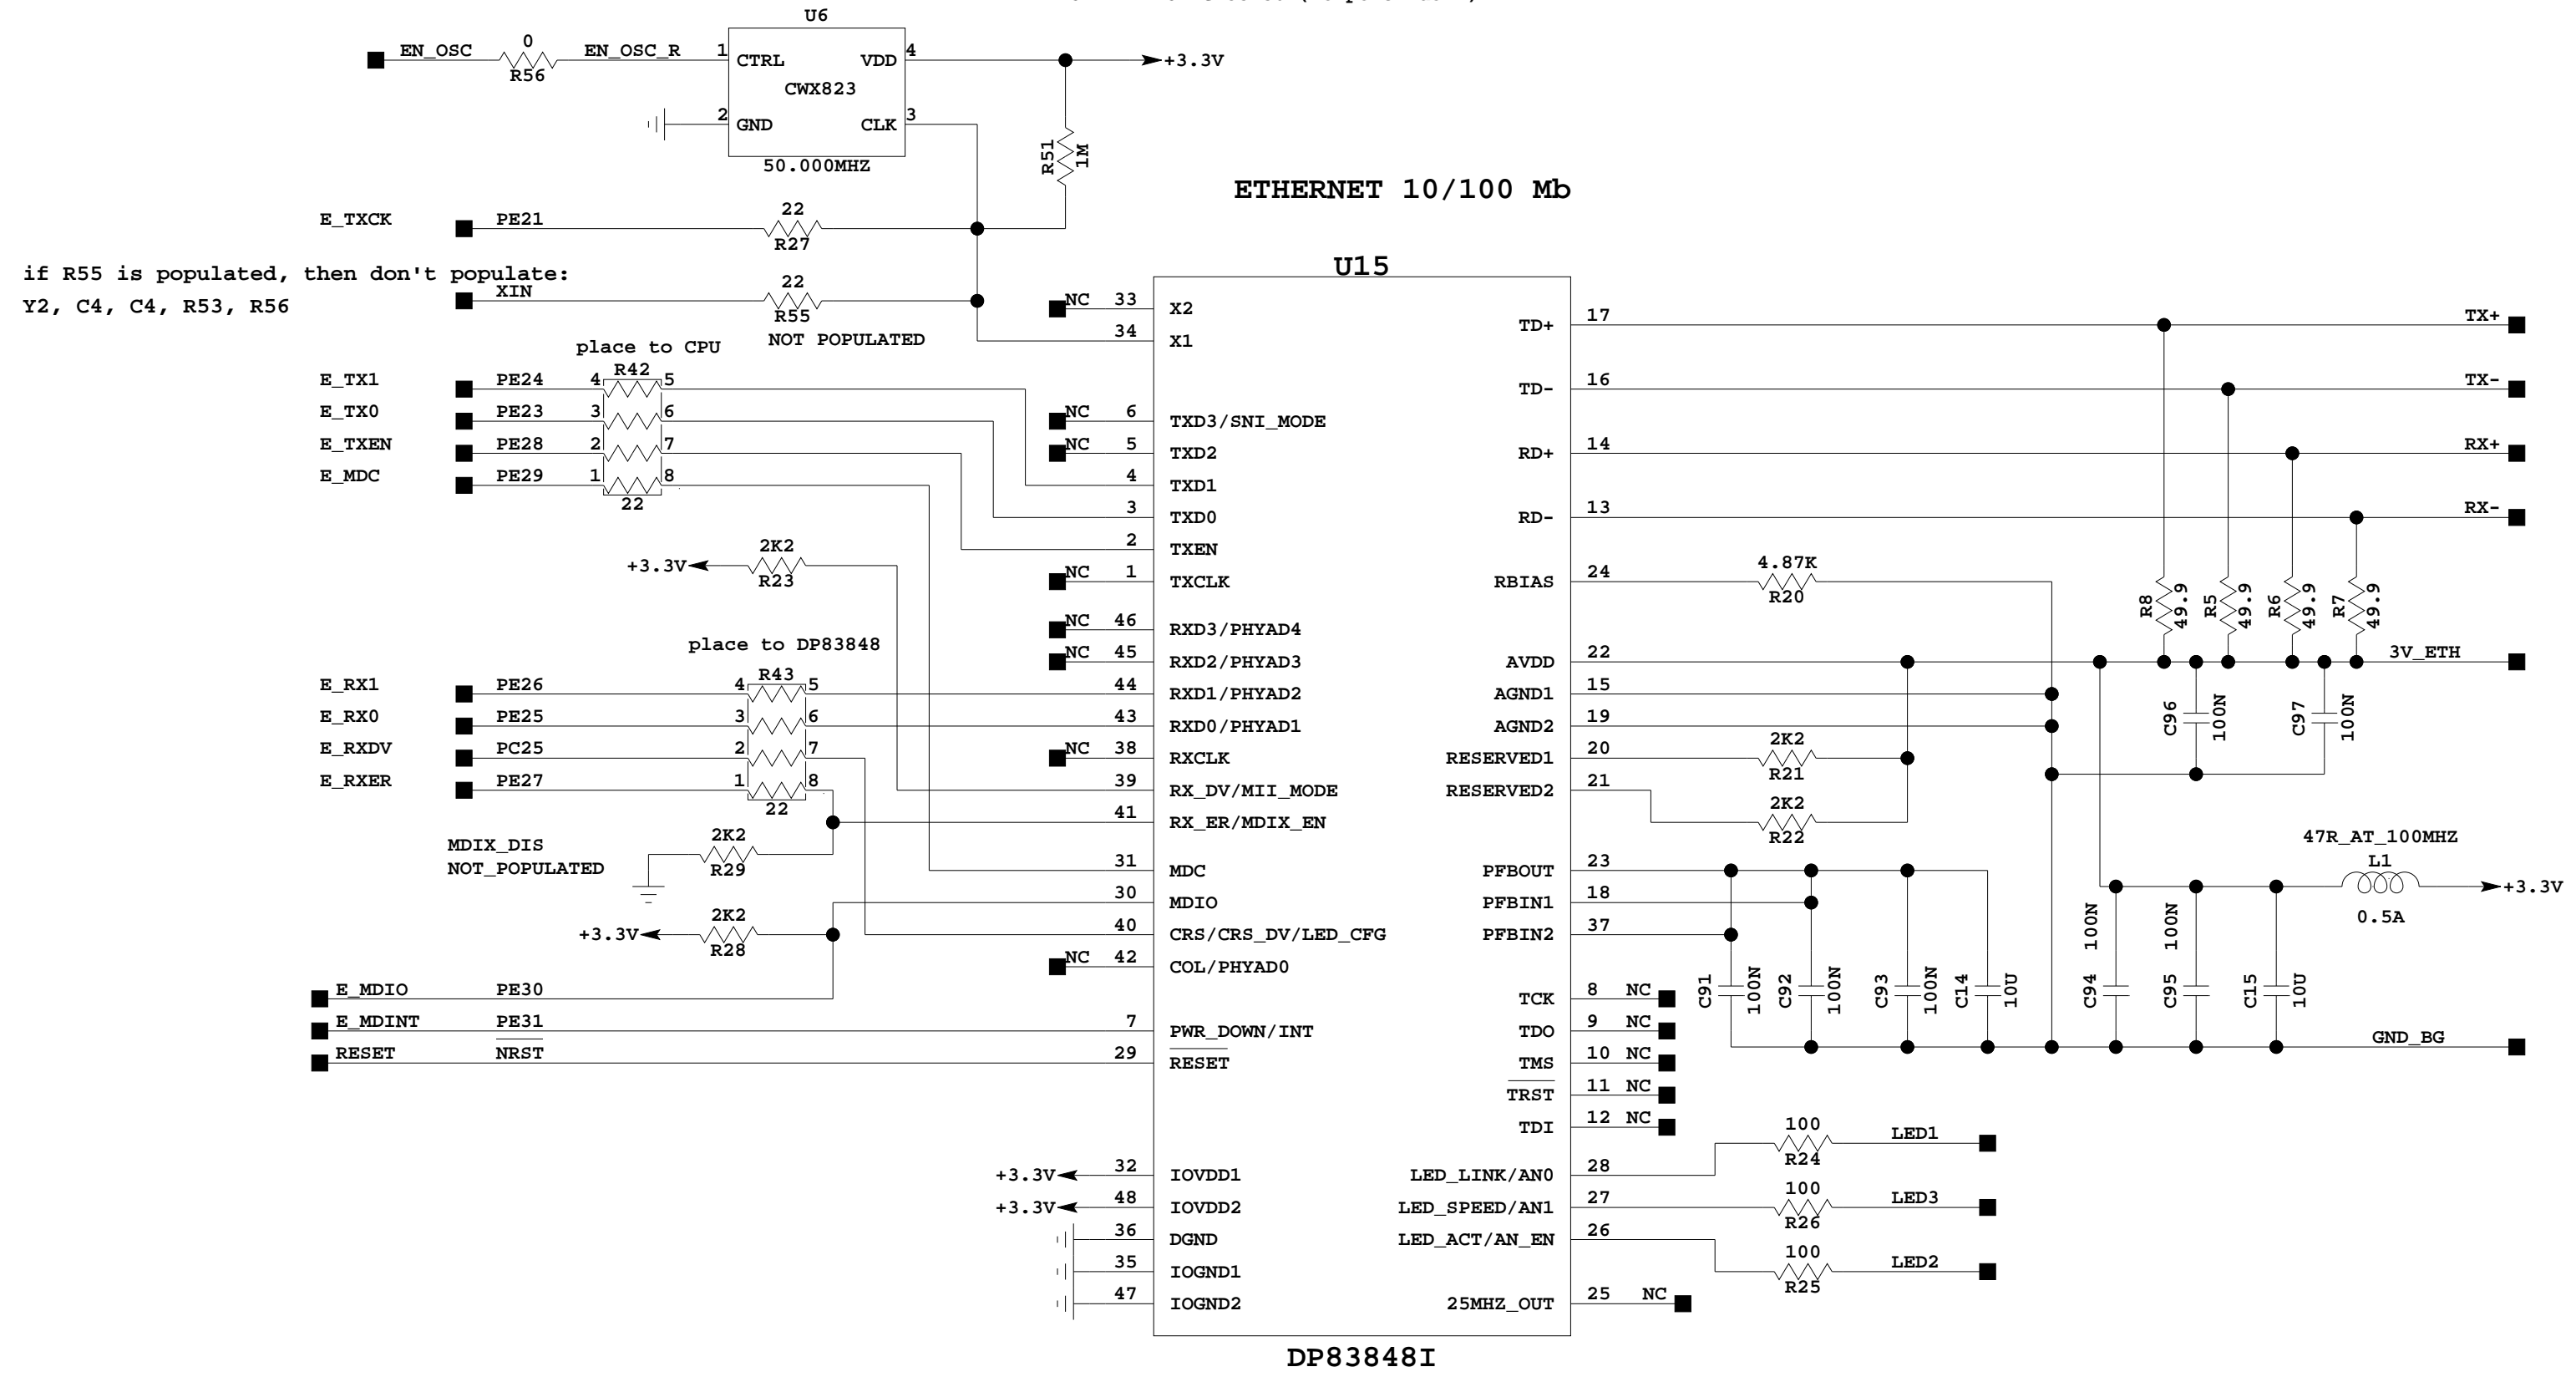 U6
EN_OSC 0 R56 EN_OSC_R 1 CTRL VDD 4 +3.3V
CWX823
2 GND CLK 3
50.000MHZ
R51 1M
ETHERNET 10/100 Mb
E_TXCK PE21 22 R27
if R55 is populated, then don't populate:
Y2, C4, C4, R53, R56
XIN 22 R55
NOT POPULATED
U15
NC 33 X2
34 X1
place to CPU
R42
E_TX1 PE24 4 5
E_TX0 PE23 3 6
E_TXEN PE28 2 7
E_MDC PE29 1 8
22
NC 6 TXD3/SNI_MODE
NC 5 TXD2
4 TXD1
3 TXD0
2 TXEN
+3.3V 2K2 R23
NC 1 TXCLK
NC 46 RXD3/PHYAD4
NC 45 RXD2/PHYAD3
place to DP83848
R43
E_RX1 PE26 4 5 44 RXD1/PHYAD2
E_RX0 PE25 3 6 43 RXD0/PHYAD1
E_RXDV PC25 2 7 NC 38 RXCLK
E_RXER PE27 1 8 39 RX_DV/MII_MODE
22
41 RX_ER/MDIX_EN
MDIX_DIS
NOT_POPULATED
2K2 R29
31 MDC
30 MDIO
+3.3V 2K2 R28
40 CRS/CRS_DV/LED_CFG
NC 42 COL/PHYAD0
E_MDIO PE30
E_MDINT PE31 7 PWR_DOWN/INT
RESET NRST 29 RESET
+3.3V 32 IOVDD1
+3.3V 48 IOVDD2
36 DGND
35 IOGND1
47 IOGND2
TD+ 17 TX+
TD- 16 TX-
RD+ 14 RX+
RD- 13 RX-
RBIAS 24 4.87K R20
R8 49.9
R5 49.9
R6 49.9
R7 49.9
AVDD 22 3V_ETH
AGND1 15
AGND2 19
C96 100N
C97 100N
RESERVED1 20 2K2 R21
RESERVED2 21 2K2 R22
47R_AT_100MHZ
L1
+3.3V
0.5A
PFBOUT 23
PFBIN1 18
PFBIN2 37
C91 100N
C92 100N
C93 100N
C14 10U
C94 100N
C95 100N
C15 10U
GND_BG
TCK 8 NC
TDO 9 NC
TMS 10 NC
TRST 11 NC
TDI 12 NC
LED_LINK/AN0 28 100 R24 LED1
LED_SPEED/AN1 27 100 R26 LED3
LED_ACT/AN_EN 26 100 R25 LED2
25MHZ_OUT 25 NC
DP83848I